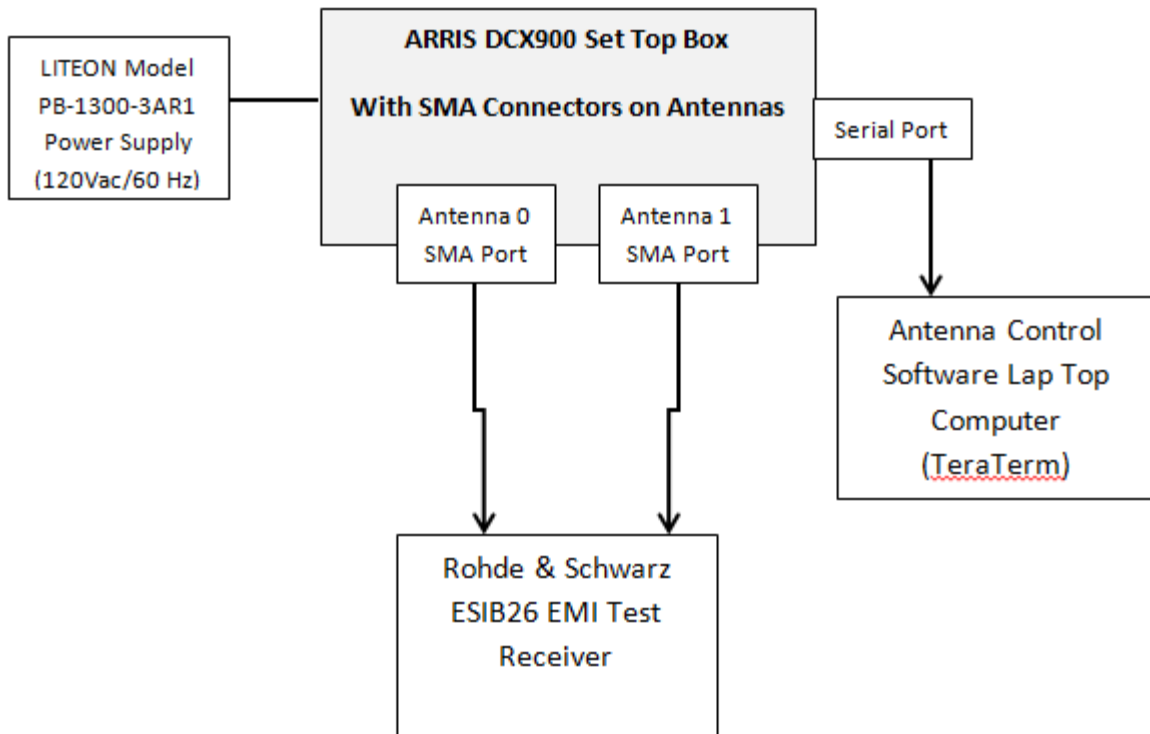 ARRIS DCX900 Set Top Box
With SMA Connectors on Antennas
LITEON Model
PB-1300-3AR1
Power Supply
(120Vac/60 Hz)
Serial Port
Antenna 0
SMA Port
Antenna 1
SMA Port
Antenna Control
Software Lap Top
Computer
(TeraTerm)
Rohde & Schwarz
ESIB26 EMI Test
Receiver